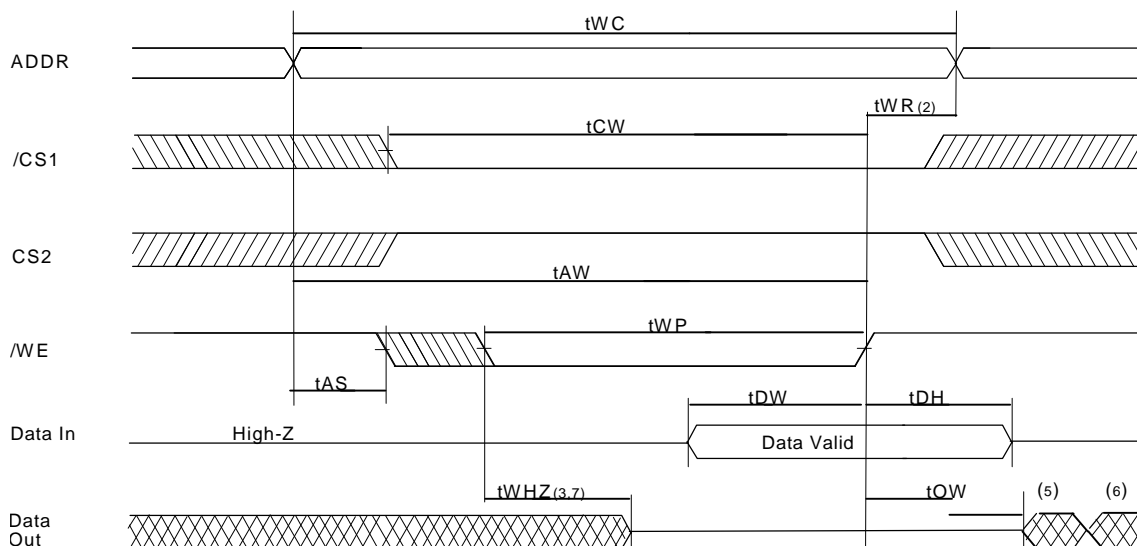 tWC
ADDR
tWR(2)
tCW
/CS1
CS2
tAW
tWP
/WE
tAS
tDW
tDH
Data In
High-Z
Data Valid
tWHZ(3,7)
tOW
(5)
(6)
Data
Out